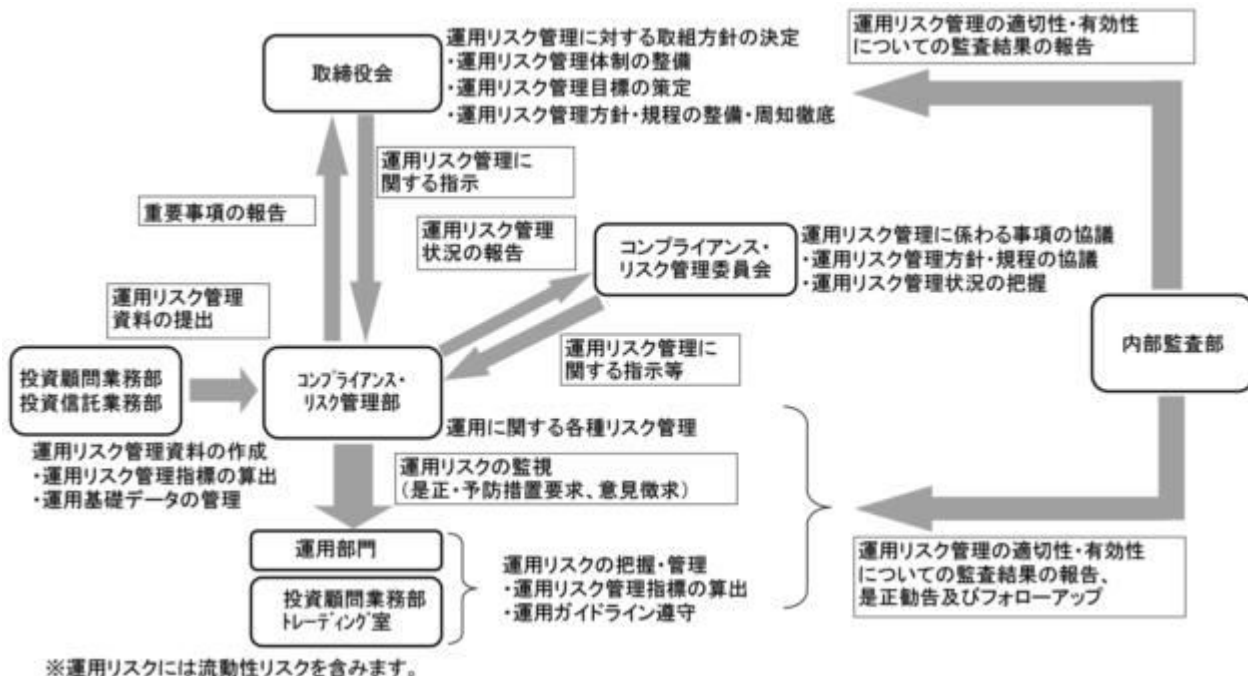 運用リスク管理に対する取組方針の決定
・運用リスク管理体制の整備
・運用リスク管理目標の策定
・運用リスク管理方針・規程の整備・周知徹底
取締役会
運用リスク管理の適切性・有効性
についての監査結果の報告
運用リスク管理に
関する指示
重要事項の報告
運用リスク管理
状況の報告
コンプライアンス・
リスク管理委員会
運用リスク管理に係わる事項の協議
・運用リスク管理方針・規程の協議
・運用リスク管理状況の把握
運用リスク管理
資料の提出
運用リスク管理に
関する指示等
内部監査部
投資顧問業務部
投資信託業務部
ｺﾝﾌﾟﾗｲｱﾝｽ・
ﾘｽｸ管理部
運用に関する各種リスク管理
運用リスク管理資料の作成
・運用リスク管理指標の算出
・運用基礎データの管理
運用リスクの監視
（是正・予防措置要求、意見徴求）
運用部門
投資顧問業務部
ﾄﾚｰﾃﾞｨﾝｸﾞ室
運用リスクの把握・管理
・運用リスク管理指標の算出
・運用ガイドライン遵守
運用リスク管理の適切性・有効性
についての監査結果の報告、
是正勧告及びフォローアップ
※運用リスクには流動性リスクを含みます。